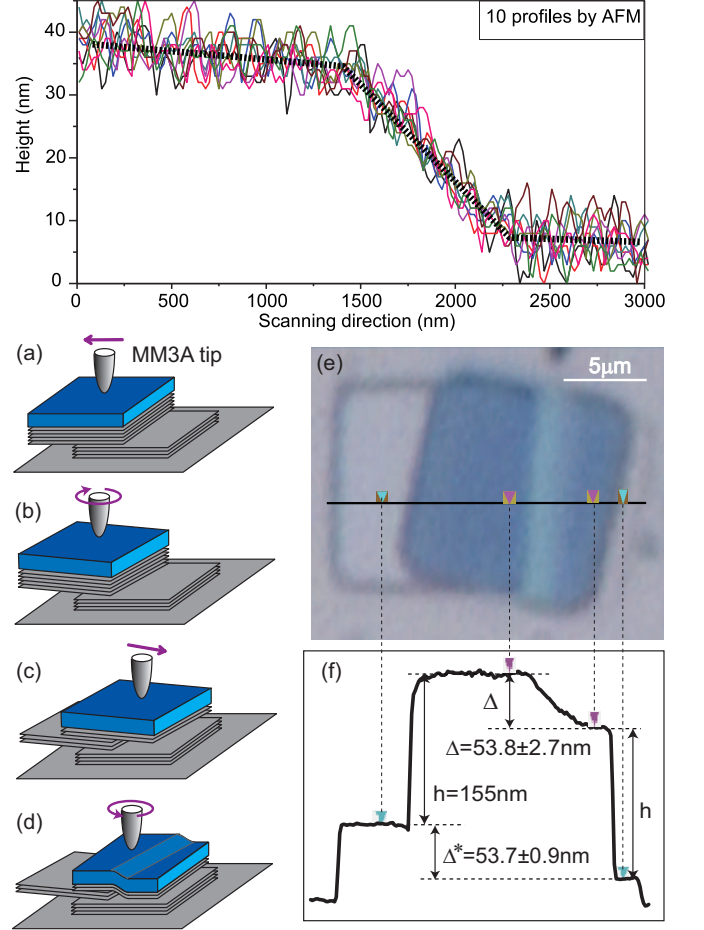 10 profiles by AFM
Height (nm)
40
30
20
10
0
0 500 1000 1500 2000 2500 3000
Scanning direction (nm)
(a)
MM3A tip
(b)
(c)
(d)
(e)
5μm
(f)
Δ
Δ=53.8±2.7nm
h=155nm
h
Δ*=53.7±0.9nm